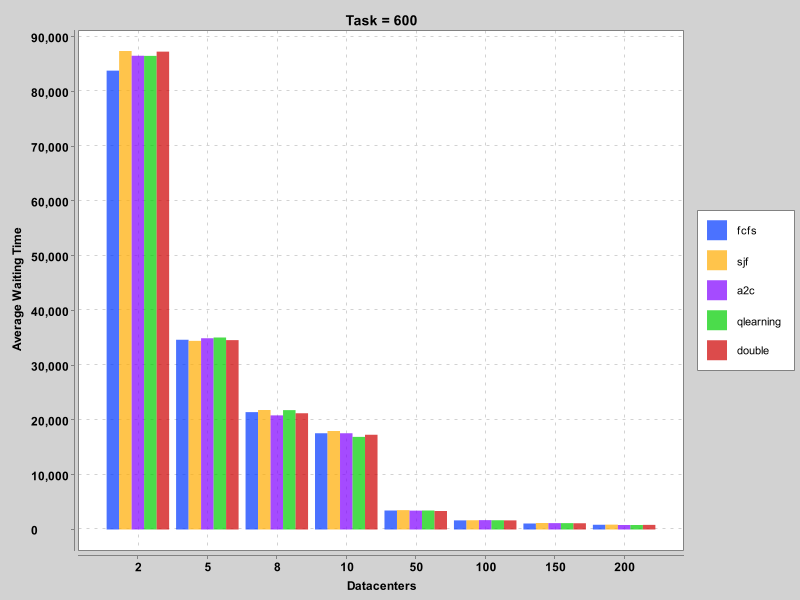 Task = 600
Average Waiting Time
90,000
80,000
70,000
60,000
50,000
40,000
30,000
20,000
10,000
0
2 5 8 10 50 100 150 200
Datacenters
fcfs
sjf
a2c
qlearning
double